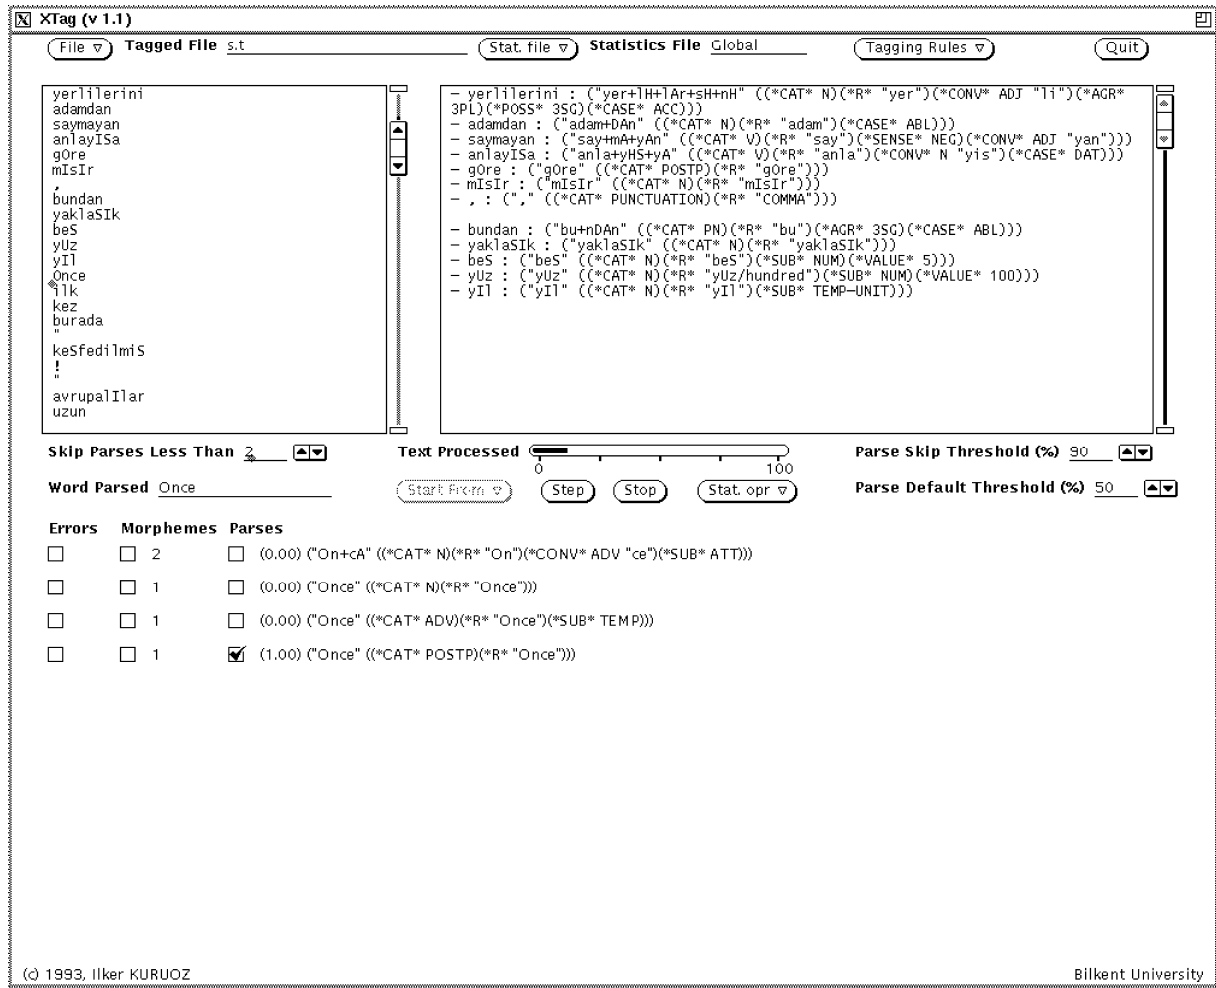 XTag (v 1.1)
File Tagged File s.t Stat. file Statistics File Global Tagging Rules Quit
yerlilerini
adamdan
saymayan
anlayISa
gOre
mIsIr
,
bundan
yaklaSIk
beS
yUz
yIl
Once
ilk
kez
burada
"
keSfedilmiS
!
"
avrupalIlar
uzun
- yerlilerini : ("yer+lH+lAr+sH+nH" ((*CAT* N)(*R* "yer")(*CONV* ADJ "li")(*AGR*
3PL)(*POSS* 3SG)(*CASE* ACC)))
- adamdan : ("adam+DAn" ((*CAT* N)(*R* "adam")(*CASE* ABL)))
- saymayan : ("say+mA+yAn" ((*CAT* V)(*R* "say")(*SENSE* NEG)(*CONV* ADJ "yan")))
- anlayISa : ("anla+yHS+yA" ((*CAT* V)(*R* "anla")(*CONV* N "yis")(*CASE* DAT)))
- gOre : ("gOre" ((*CAT* POSTP)(*R* "gOre")))
- mIsIr : ("mIsIr" ((*CAT* N)(*R* "mIsIr")))
- , : ("," ((*CAT* PUNCTUATION)(*R* "COMMA")))
- bundan : ("bu+nDAn" ((*CAT* PN)(*R* "bu")(*AGR* 3SG)(*CASE* ABL)))
- yaklaSIk : ("yaklaSIk" ((*CAT* N)(*R* "yaklaSIk")))
- beS : ("beS" ((*CAT* N)(*R* "beS")(*SUB* NUM)(*VALUE* 5)))
- yUz : ("yUz" ((*CAT* N)(*R* "yUz/hundred")(*SUB* NUM)(*VALUE* 100)))
- yIl : ("yIl" ((*CAT* N)(*R* "yIl")(*SUB* TEMP-UNIT)))
Skip Parses Less Than 2 Text Processed 0 100 Parse Skip Threshold (%) 90
Word Parsed Once Start From Step Stop Stat. opr Parse Default Threshold (%) 50
Errors Morphemes Parses
2 (0.00) ("On+cA" ((*CAT* N)(*R* "On")(*CONV* ADV "ce")(*SUB* ATT)))
1 (0.00) ("Once" ((*CAT* N)(*R* "Once")))
1 (0.00) ("Once" ((*CAT* ADV)(*R* "Once")(*SUB* TEMP)))
1 (1.00) ("Once" ((*CAT* POSTP)(*R* "Once")))
(c) 1993, Ilker KURUOZ Bilkent University